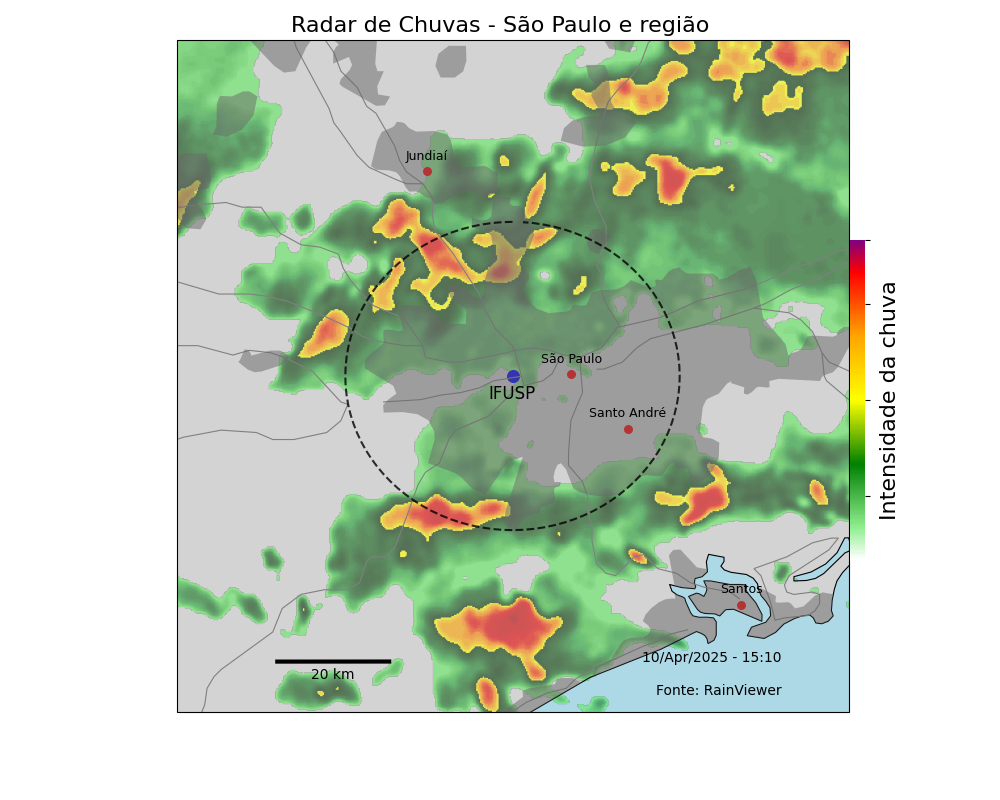 Radar de Chuvas - São Paulo e região
Jundiaí
São Paulo
IFUSP
Santo André
Intensidade da chuva
Santos
10/Apr/2025 - 15:10
20 km
Fonte: RainViewer